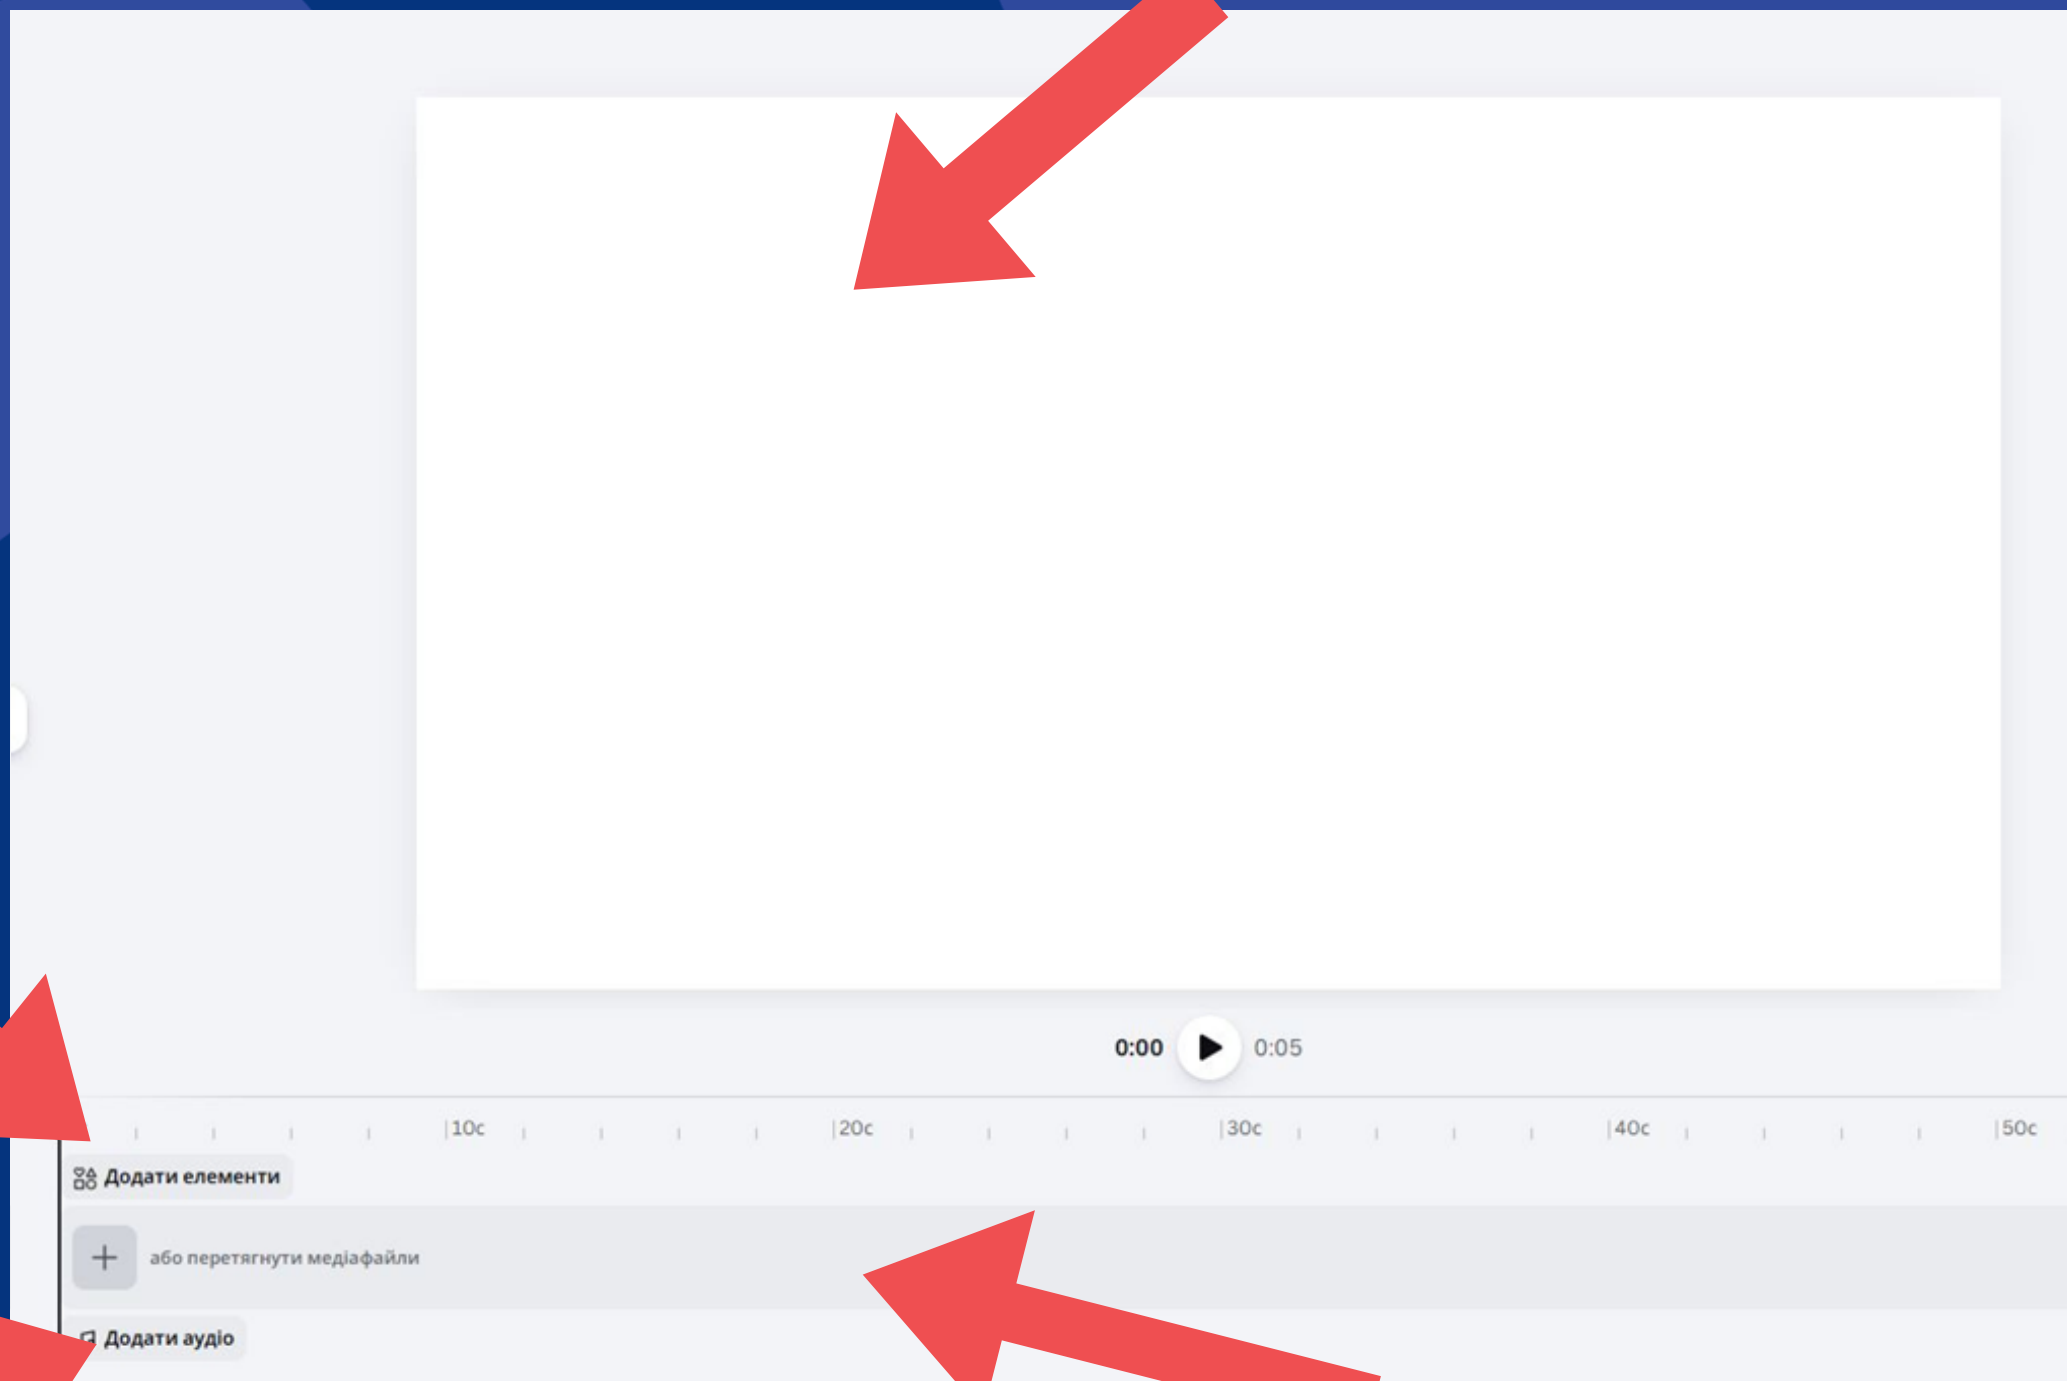 0:00 0:05
10с 20с 30с 40с 50с
Додати елементи
або перетягнути медіафайли
Додати аудіо